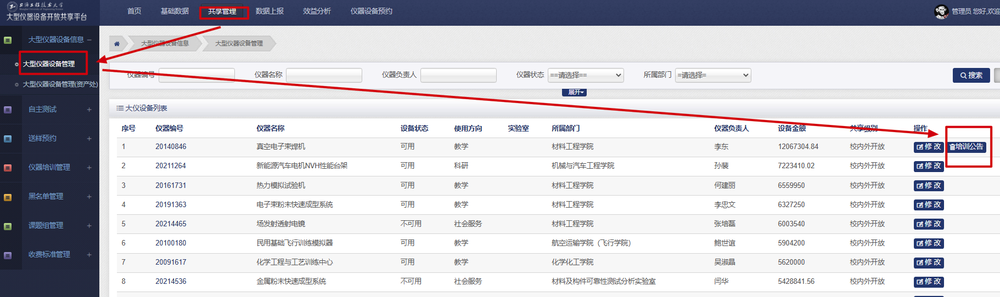 上海工程技术大学
Shanghai University of Engineering Science
大型仪器设备开放共享平台
首页 基础数据 共享管理 数据上报 效益分析 仪器设备预约
管理员 您好,欢迎
大型仪器设备信息
大型仪器设备管理
大型仪器设备管理(资产处)
自主测试
送样预约
仪器培训管理
黑名单管理
课题组管理
收费标准管理
大型仪器设备信息 大型仪器设备管理
仪器编号 仪器名称 仪器负责人 仪器状态 ==请选择== 所属部门 =请选择= 搜索
展开
大仪设备列表
序号 仪器编号 仪器名称 设备状态 使用方向 实验室 所属部门 仪器负责人 设备金额 共享级别 操作
1 20140846 真空电子束焊机 可用 教学 材料工程学院 李东 12067304.84 校内外开放 修 改 培训公告
2 20211264 新能源汽车电机NVH性能台架 可用 科研 机械与汽车工程学院 孙裴 7223410.02 校内外开放 修 改
3 20161731 热力模拟试验机 可用 教学 材料工程学院 何建丽 6559950 校内外开放 修 改
4 20191363 电子束粉末快速成型系统 可用 教学 材料工程学院 李忠文 6327250 校内外开放 修 改
5 20214465 场发射透射电镜 不可用 社会服务 材料工程学院 张培磊 6003540 校内外开放 修 改
6 20100180 民用基础飞行训练模拟器 可用 教学 航空运输学院（飞行学院） 鲍世谊 5904200 校内外开放 修 改
7 20091617 化学工程与工艺训练中心 可用 教学 化学化工学院 吴淑晶 5620000 校内外开放 修 改
8 20214536 金属粉末快速成型系统 不可用 社会服务 材料及构件可靠性测试分析实验室 闫华 5428841.56 校内外开放 修 改